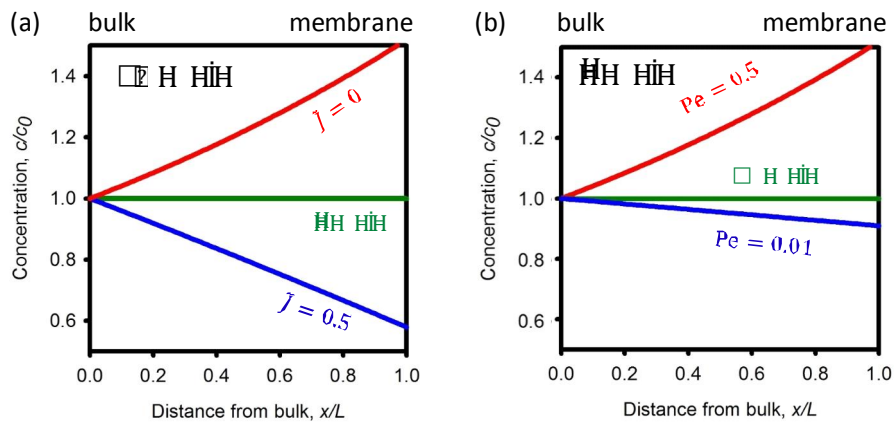 (a) bulk membrane
(b) bulk membrane
1.4
1.2
1.0
0.8
0.6
Concentration, c/c0
J̃ = 0
J̃ = 0.5
0.0 0.2 0.4 0.6 0.8 1.0
Distance from bulk, x/L
1.4
1.2
1.0
0.8
0.6
Concentration, c/c0
Pe = 0.5
Pe = 0.01
0.0 0.2 0.4 0.6 0.8 1.0
Distance from bulk, x/L